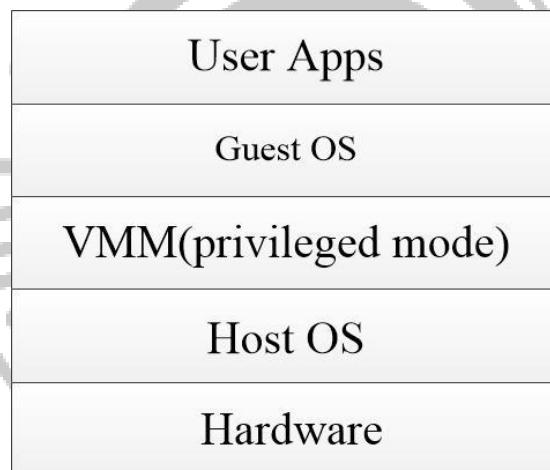 User Apps
Guest OS
VMM(privileged mode)
Host OS
Hardware